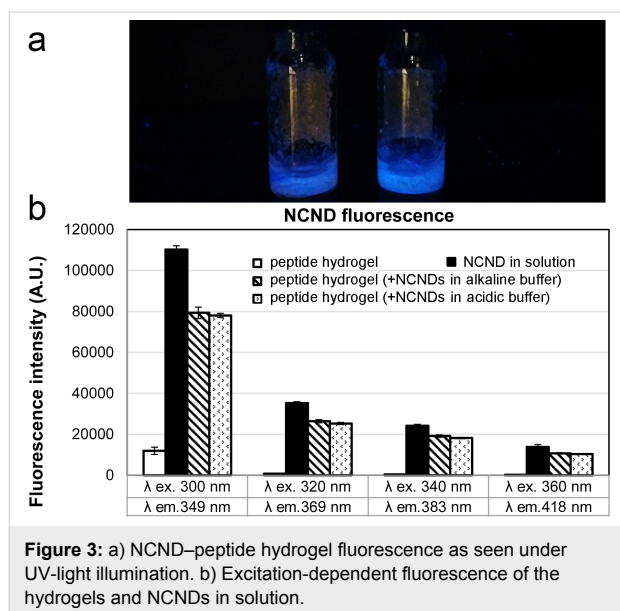 a
b
NCND fluorescence
120000
100000
80000
60000
40000
20000
0
Fluorescence intensity (A.U.)
peptide hydrogel
NCND in solution
peptide hydrogel (+NCNDs in alkaline buffer)
peptide hydrogel (+NCNDs in acidic buffer)
λ ex. 300 nm λ ex. 320 nm λ ex. 340 nm λ ex. 360 nm
λ em.349 nm λ em.369 nm λ em.383 nm λ em.418 nm
Figure 3: a) NCND–peptide hydrogel fluorescence as seen under
UV-light illumination. b) Excitation-dependent fluorescence of the
hydrogels and NCNDs in solution.